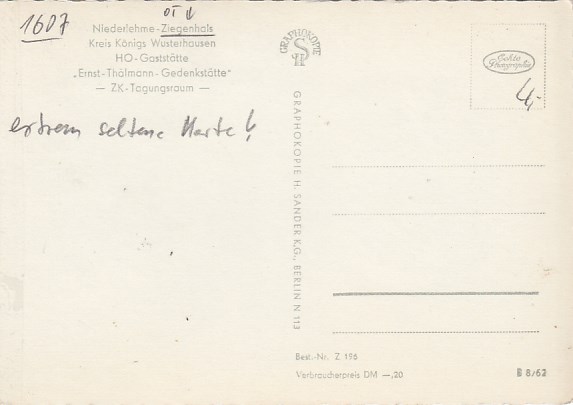 1607
OT
Niederlehme-Ziegenhals
Kreis Königs Wusterhausen
HO-Gaststätte
„Ernst-Thälmann-Gedenkstätte"
— ZK-Tagungsraum —
extrem seltene Karte!
GRAPHOKOPIE
GRAPHOKOPIE H. SANDER K.G., BERLIN N 113
Echte
Photographie
4,-
Best.-Nr. Z 196
Verbraucherpreis DM —,20
B 8/62